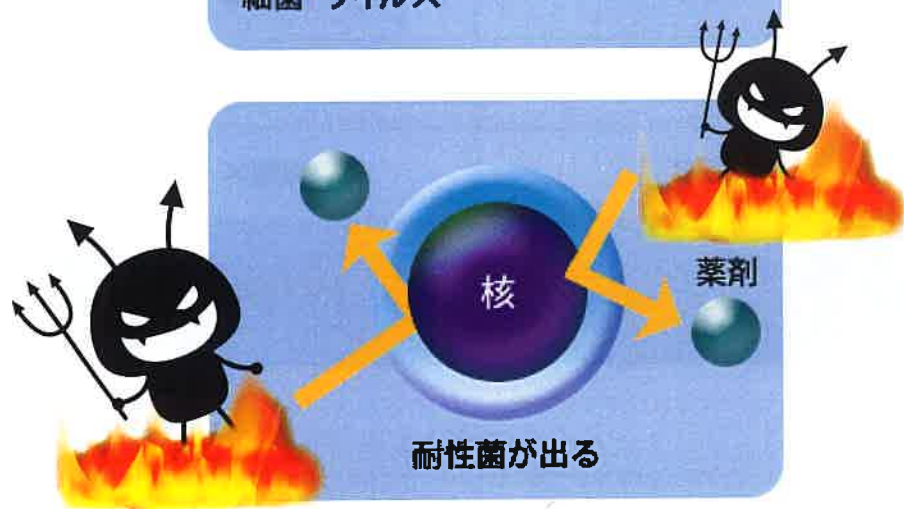 細菌 ウイルス
核
薬剤
耐性菌が出る